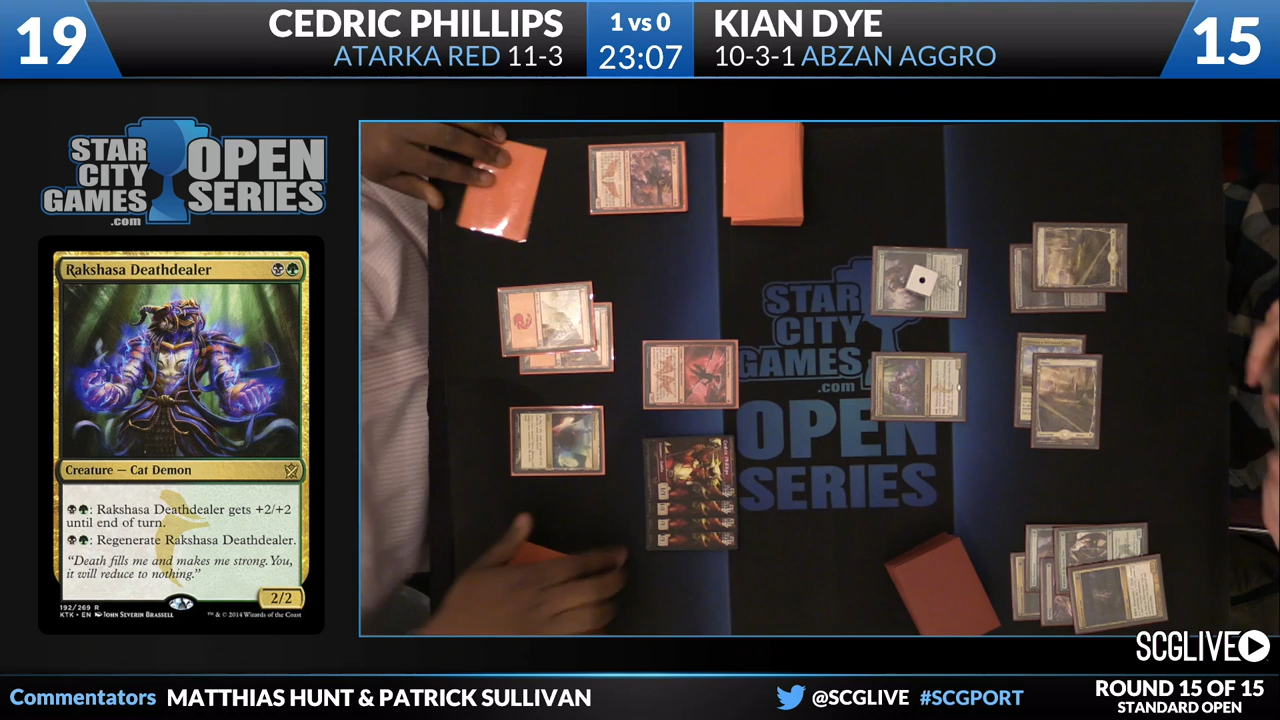 19
CEDRIC PHILLIPS
ATARKA RED 11-3
1 vs 0
23:07
KIAN DYE
10-3-1 ABZAN AGGRO
15
STAR
CITY
GAMES
.com
OPEN
SERIES
Rakshasa Deathdealer
Creature — Cat Demon
: Rakshasa Deathdealer gets +2/+2
until end of turn.
: Regenerate Rakshasa Deathdealer.
“Death fills me and makes me strong. You,
it will reduce to nothing.”
2/2
192/269 R
KTK • EN JOHN SEVERIN BRASSELL
™ & © 2014 Wizards of the Coast
STAR
CITY
GAMES
.com
OPEN
SERIES
SCGLIVE
Commentators MATTHIAS HUNT & PATRICK SULLIVAN
@SCGLIVE #SCGPORT
ROUND 15 OF 15
STANDARD OPEN